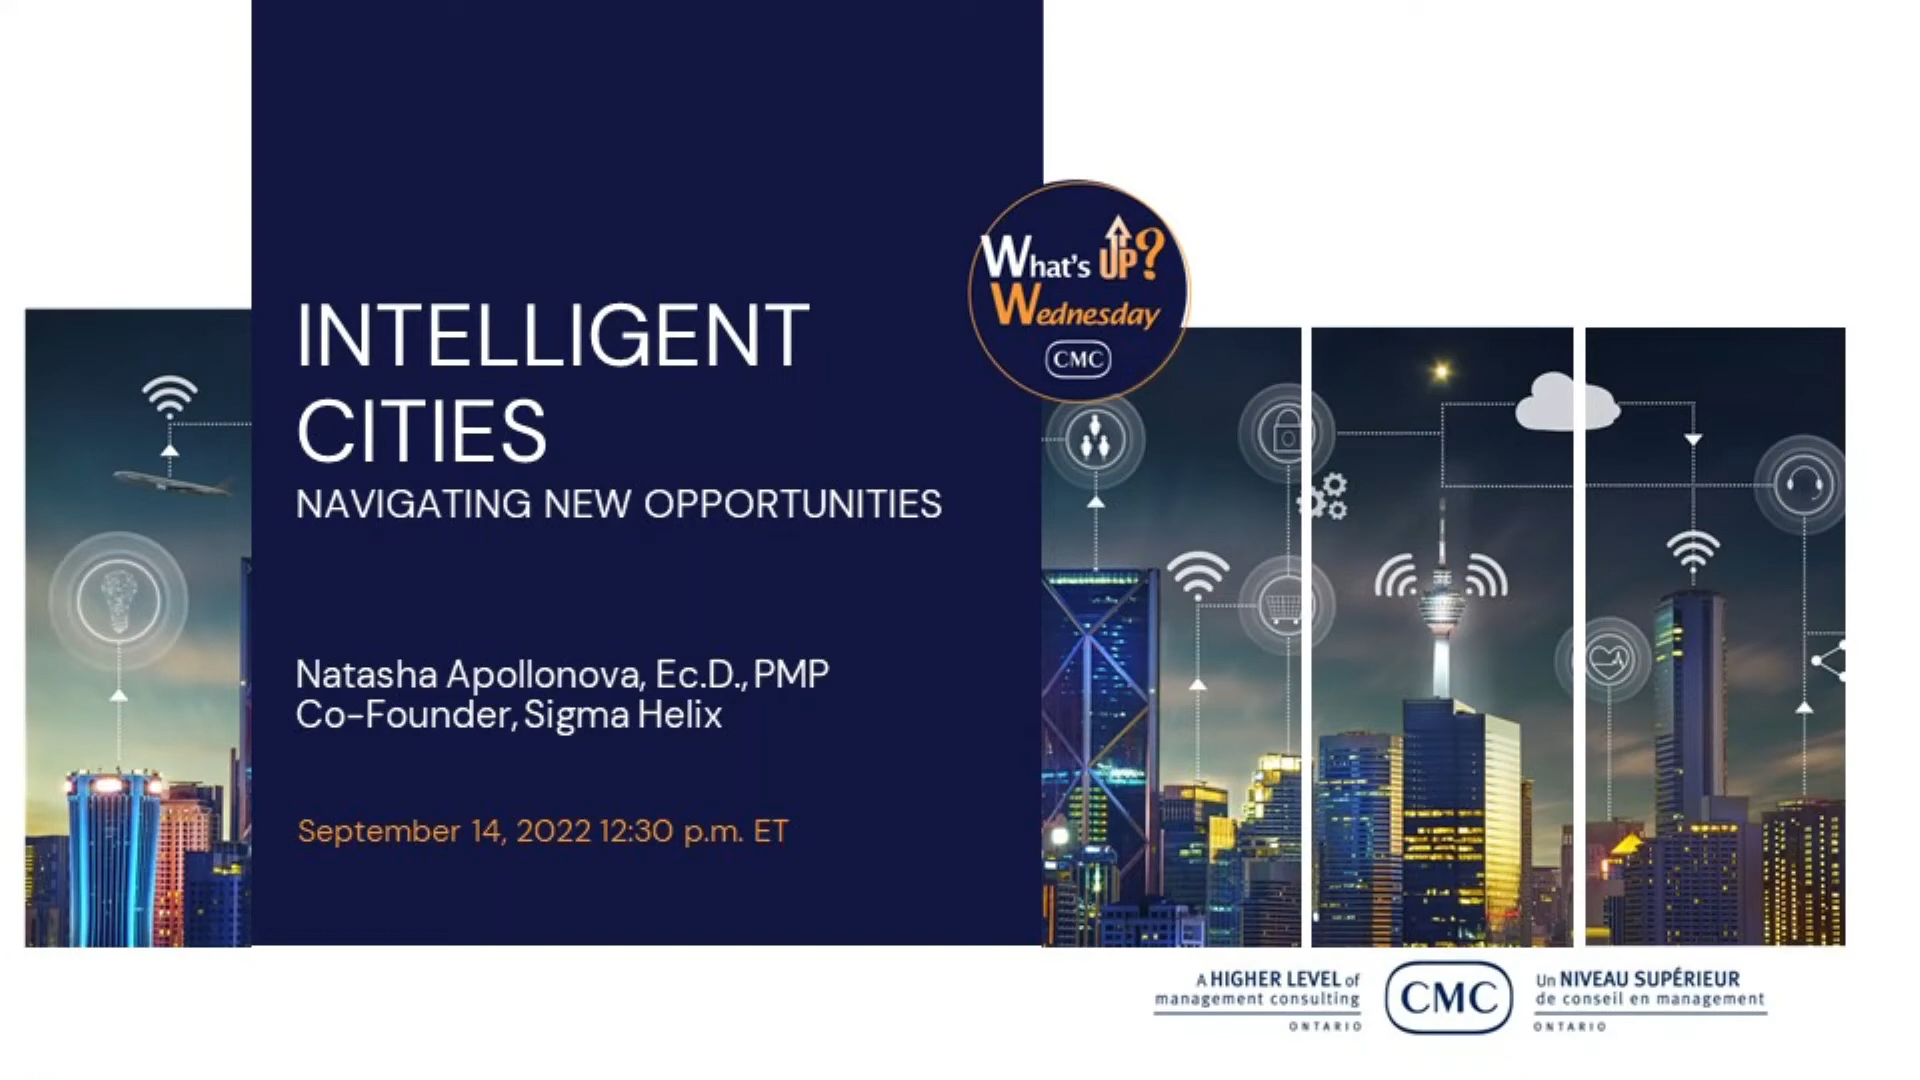 What's UP?
Wednesday
CMC
INTELLIGENT
CITIES
NAVIGATING NEW OPPORTUNITIES
Natasha Apollonova, Ec.D., PMP
Co-Founder, Sigma Helix
September 14, 2022 12:30 p.m. ET
A HIGHER LEVEL of
management consulting
ONTARIO
CMC
Un NIVEAU SUPÉRIEUR
de conseil en management
ONTARIO